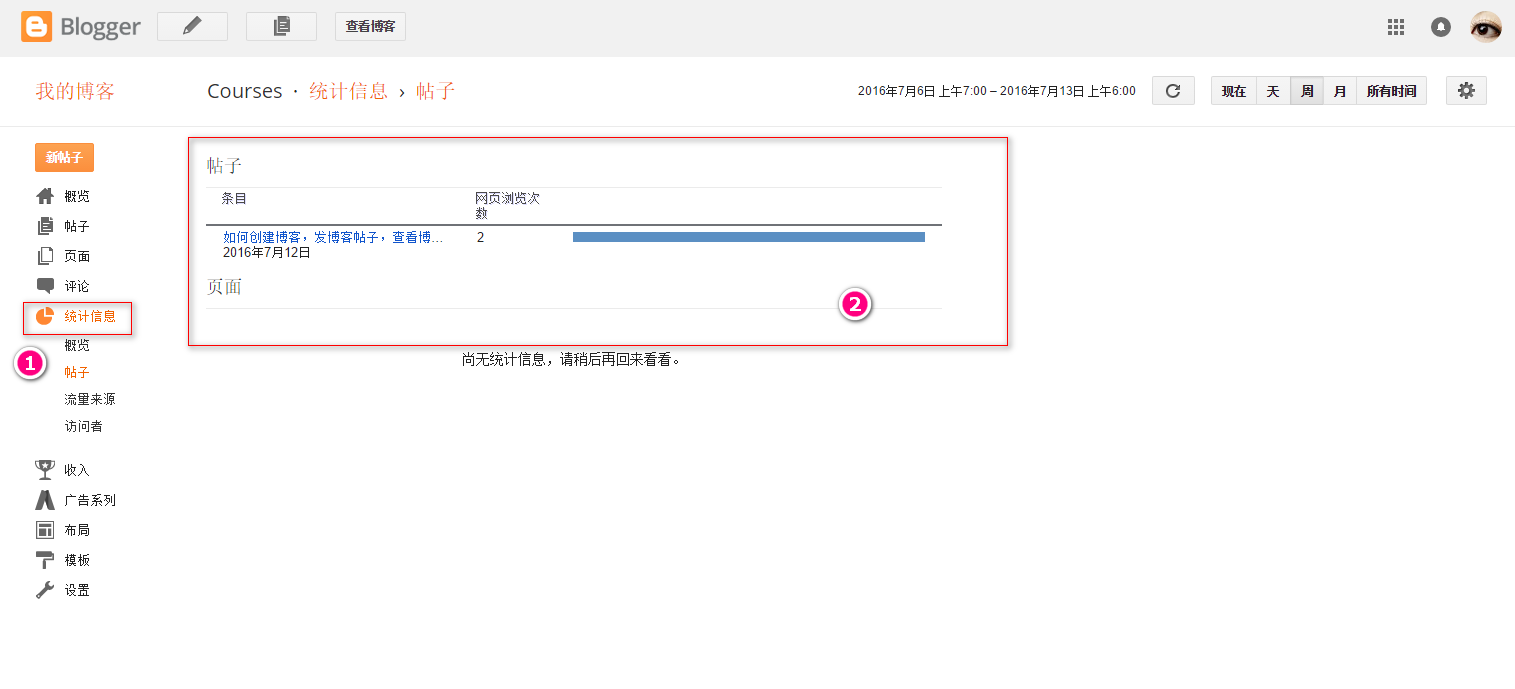 Blogger
查看博客
我的博客
Courses · 统计信息 › 帖子
2016年7月6日 上午7:00 – 2016年7月13日 上午6:00
现在 天 周 月 所有时间
新帖子
概览
帖子
页面
评论
统计信息
1
概览
帖子
流量来源
访问者
收入
广告系列
布局
模板
设置
帖子
条目
网页浏览次
数
如何创建博客，发博客帖子，查看博…
2
2016年7月12日
页面
2
尚无统计信息，请稍后再回来看看。